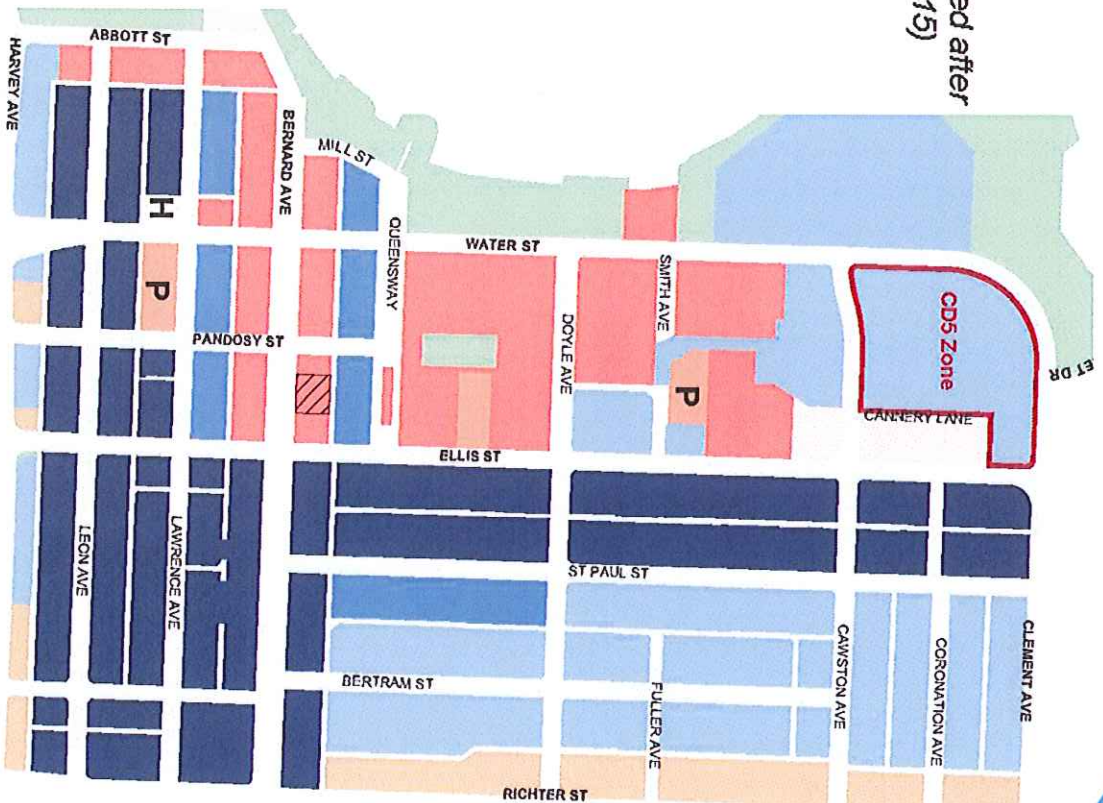 ed after
15)
ABBOTT ST
HARVEY AVE
BERNARD AVE
MILL ST
QUEENSWAY
WATER ST
SMITH AVE
DOYLE AVE
CD5 Zone
ET DR
CANNERY LANE
H
P
PANDOSY ST
P
ELLIS ST
LEON AVE
LAWRENCE AVE
ST PAUL ST
BERTRAM ST
FULLER AVE
CAWSTON AVE
CORONATION AVE
CLEMENT AVE
RICHTER ST